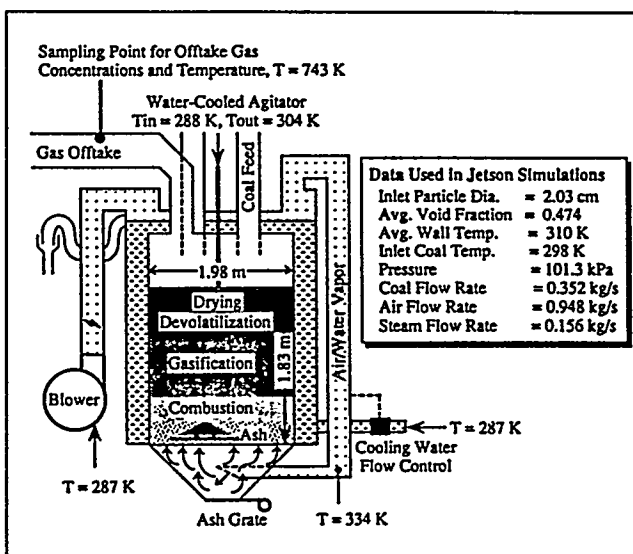 Sampling Point for Offtake Gas
Concentrations and Temperature, T = 743 K
Water-Cooled Agitator
Tin = 288 K, Tout = 304 K
Gas Offtake
Coal Feed
Data Used in Jetson Simulations
Inlet Particle Dia. = 2.03 cm
Avg. Void Fraction = 0.474
Avg. Wall Temp. = 310 K
Inlet Coal Temp. = 298 K
Pressure = 101.3 kPa
Coal Flow Rate = 0.352 kg/s
Air Flow Rate = 0.948 kg/s
Steam Flow Rate = 0.156 kg/s
1.98 m
Drying
Devolatilization
Gasification
1.83 m
Air/Water Vapor
Combustion
Ash
Blower
T = 287 K
T = 287 K
Cooling Water
Flow Control
Ash Grate
T = 334 K